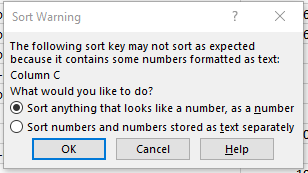 Sort Warning
The following sort key may not sort as expected
because it contains some numbers formatted as text:
Column C
What would you like to do?
Sort anything that looks like a number, as a number
Sort numbers and numbers stored as text separately
OK Cancel Help